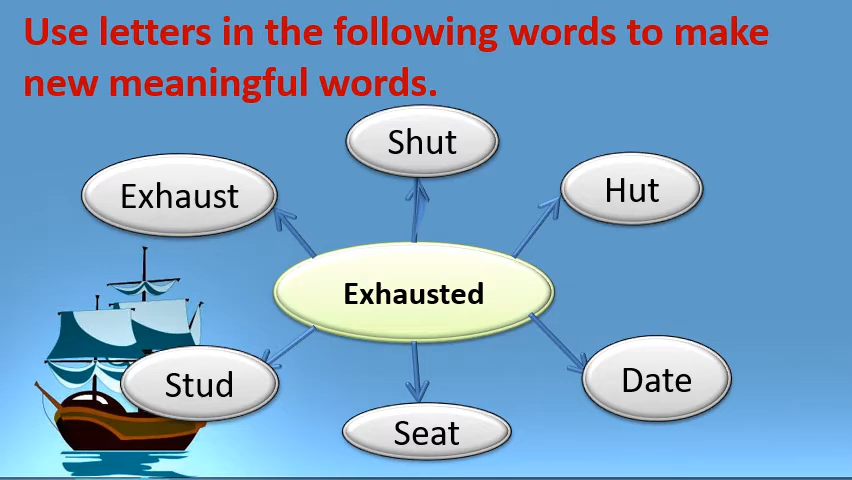 Use letters in the following words to make
new meaningful words.
Shut
Exhaust
Hut
Exhausted
Stud
Date
Seat